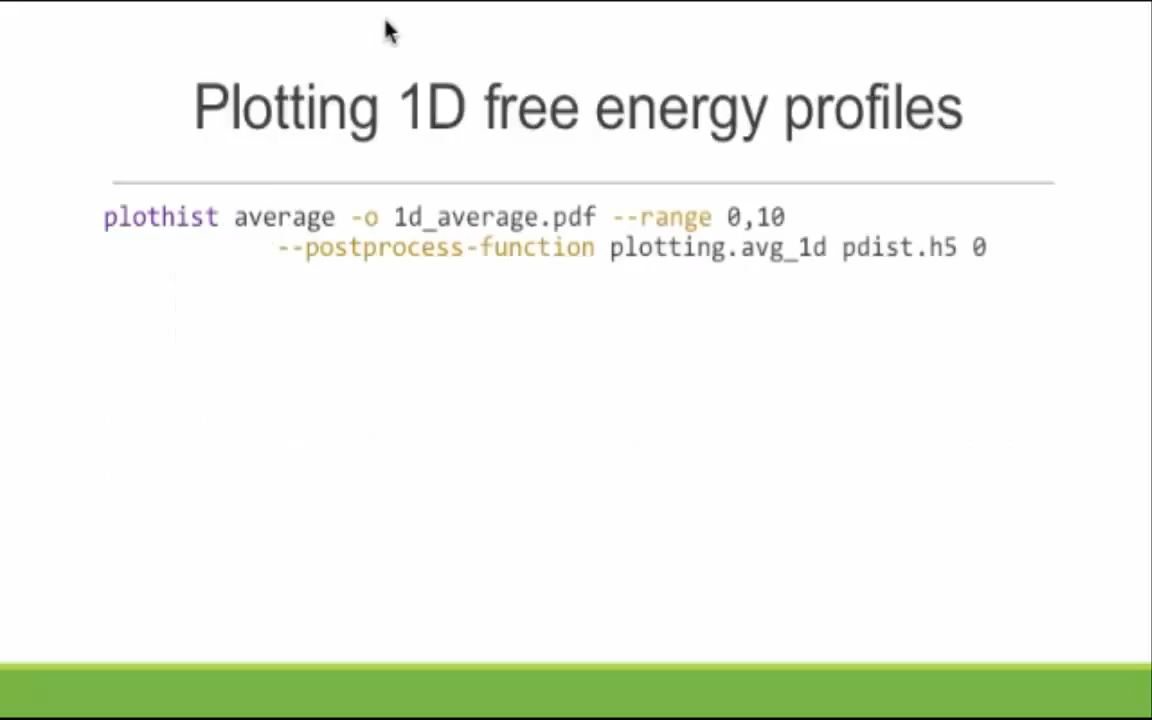 Plotting 1D free energy profiles
plothist average -o 1d_average.pdf --range 0,10
--postprocess-function plotting.avg_1d pdist.h5 0